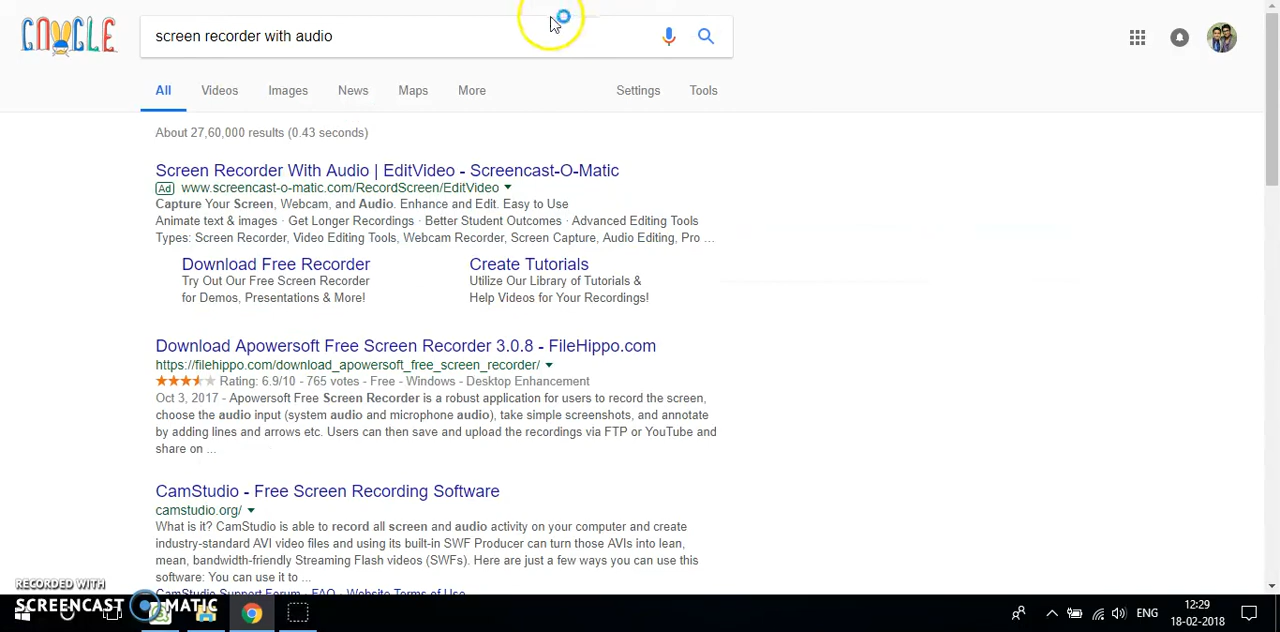 screen recorder with audio
All Videos Images News Maps More Settings Tools
About 27,60,000 results (0.43 seconds)
Screen Recorder With Audio | EditVideo - Screencast-O-Matic
Ad www.screencast-o-matic.com/RecordScreen/EditVideo
Capture Your Screen, Webcam, and Audio. Enhance and Edit. Easy to Use
Animate text & images · Get Longer Recordings · Better Student Outcomes · Advanced Editing Tools
Types: Screen Recorder, Video Editing Tools, Webcam Recorder, Screen Capture, Audio Editing, Pro ...
Download Free Recorder
Try Out Our Free Screen Recorder
for Demos, Presentations & More!
Create Tutorials
Utilize Our Library of Tutorials &
Help Videos for Your Recordings!
Download Apowersoft Free Screen Recorder 3.0.8 - FileHippo.com
https://filehippo.com/download_apowersoft_free_screen_recorder/
Rating: 6.9/10 - 765 votes - Free - Windows - Desktop Enhancement
Oct 3, 2017 - Apowersoft Free Screen Recorder is a robust application for users to record the screen,
choose the audio input (system audio and microphone audio), take simple screenshots, and annotate
by adding lines and arrows etc. Users can then save and upload the recordings via FTP or YouTube and
share on ...
CamStudio - Free Screen Recording Software
camstudio.org/
What is it? CamStudio is able to record all screen and audio activity on your computer and create
industry-standard AVI video files and using its built-in SWF Producer can turn those AVIs into lean,
mean, bandwidth-friendly Streaming Flash videos (SWFs). Here are just a few ways you can use this
software: You can use it to ...
CamStudio Support Forum - FAQ - Website Terms of Use
RECORDED WITH
SCREENCAST MATIC
ENG
12:29
18-02-2018